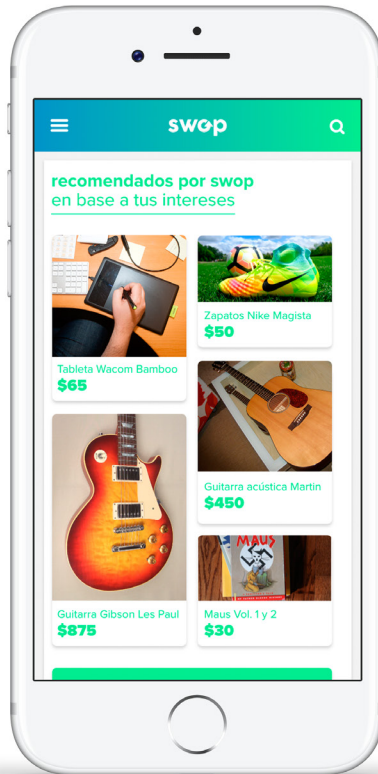 swop
recomendados por swop
en base a tus intereses
Tableta Wacom Bamboo
$65
Zapatos Nike Magista
$50
Guitarra acústica Martin
$450
Guitarra Gibson Les Paul
$875
MAUS
Maus Vol. 1 y 2
$30